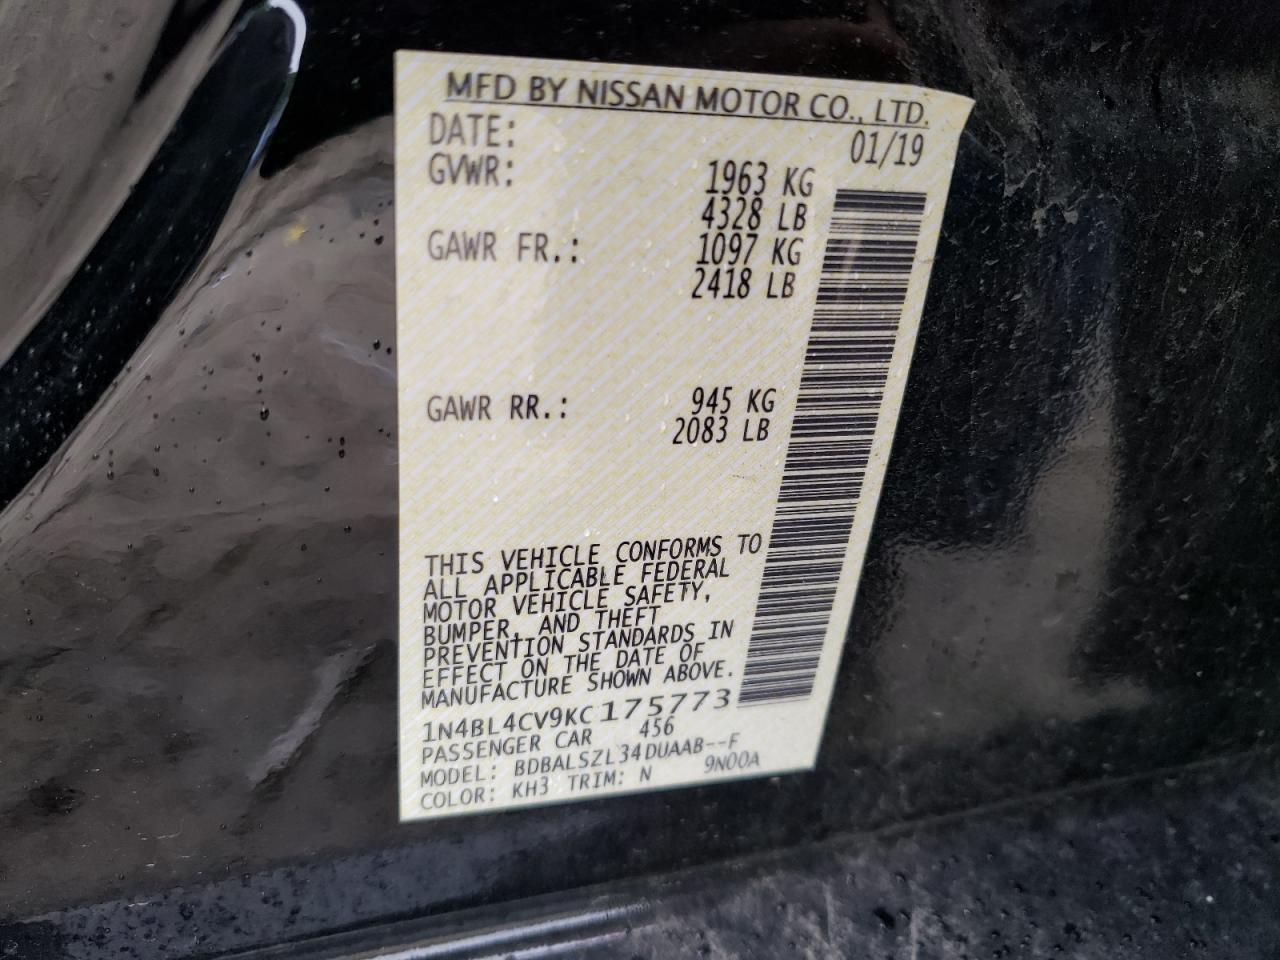 MFD BY NISSAN MOTOR CO., LTD.
DATE: 01/19
GVWR: 1963 KG
4328 LB
GAWR FR.: 1097 KG
2418 LB
GAWR RR.: 945 KG
2083 LB
THIS VEHICLE CONFORMS TO
ALL APPLICABLE FEDERAL
MOTOR VEHICLE SAFETY,
BUMPER, AND THEFT
PREVENTION STANDARDS IN
EFFECT ON THE DATE OF
MANUFACTURE SHOWN ABOVE.
1N4BL4CV9KC175773
PASSENGER CAR 456
MODEL: BDBALSZL34DUAAB--F
COLOR: KH3 TRIM: N 9N00A